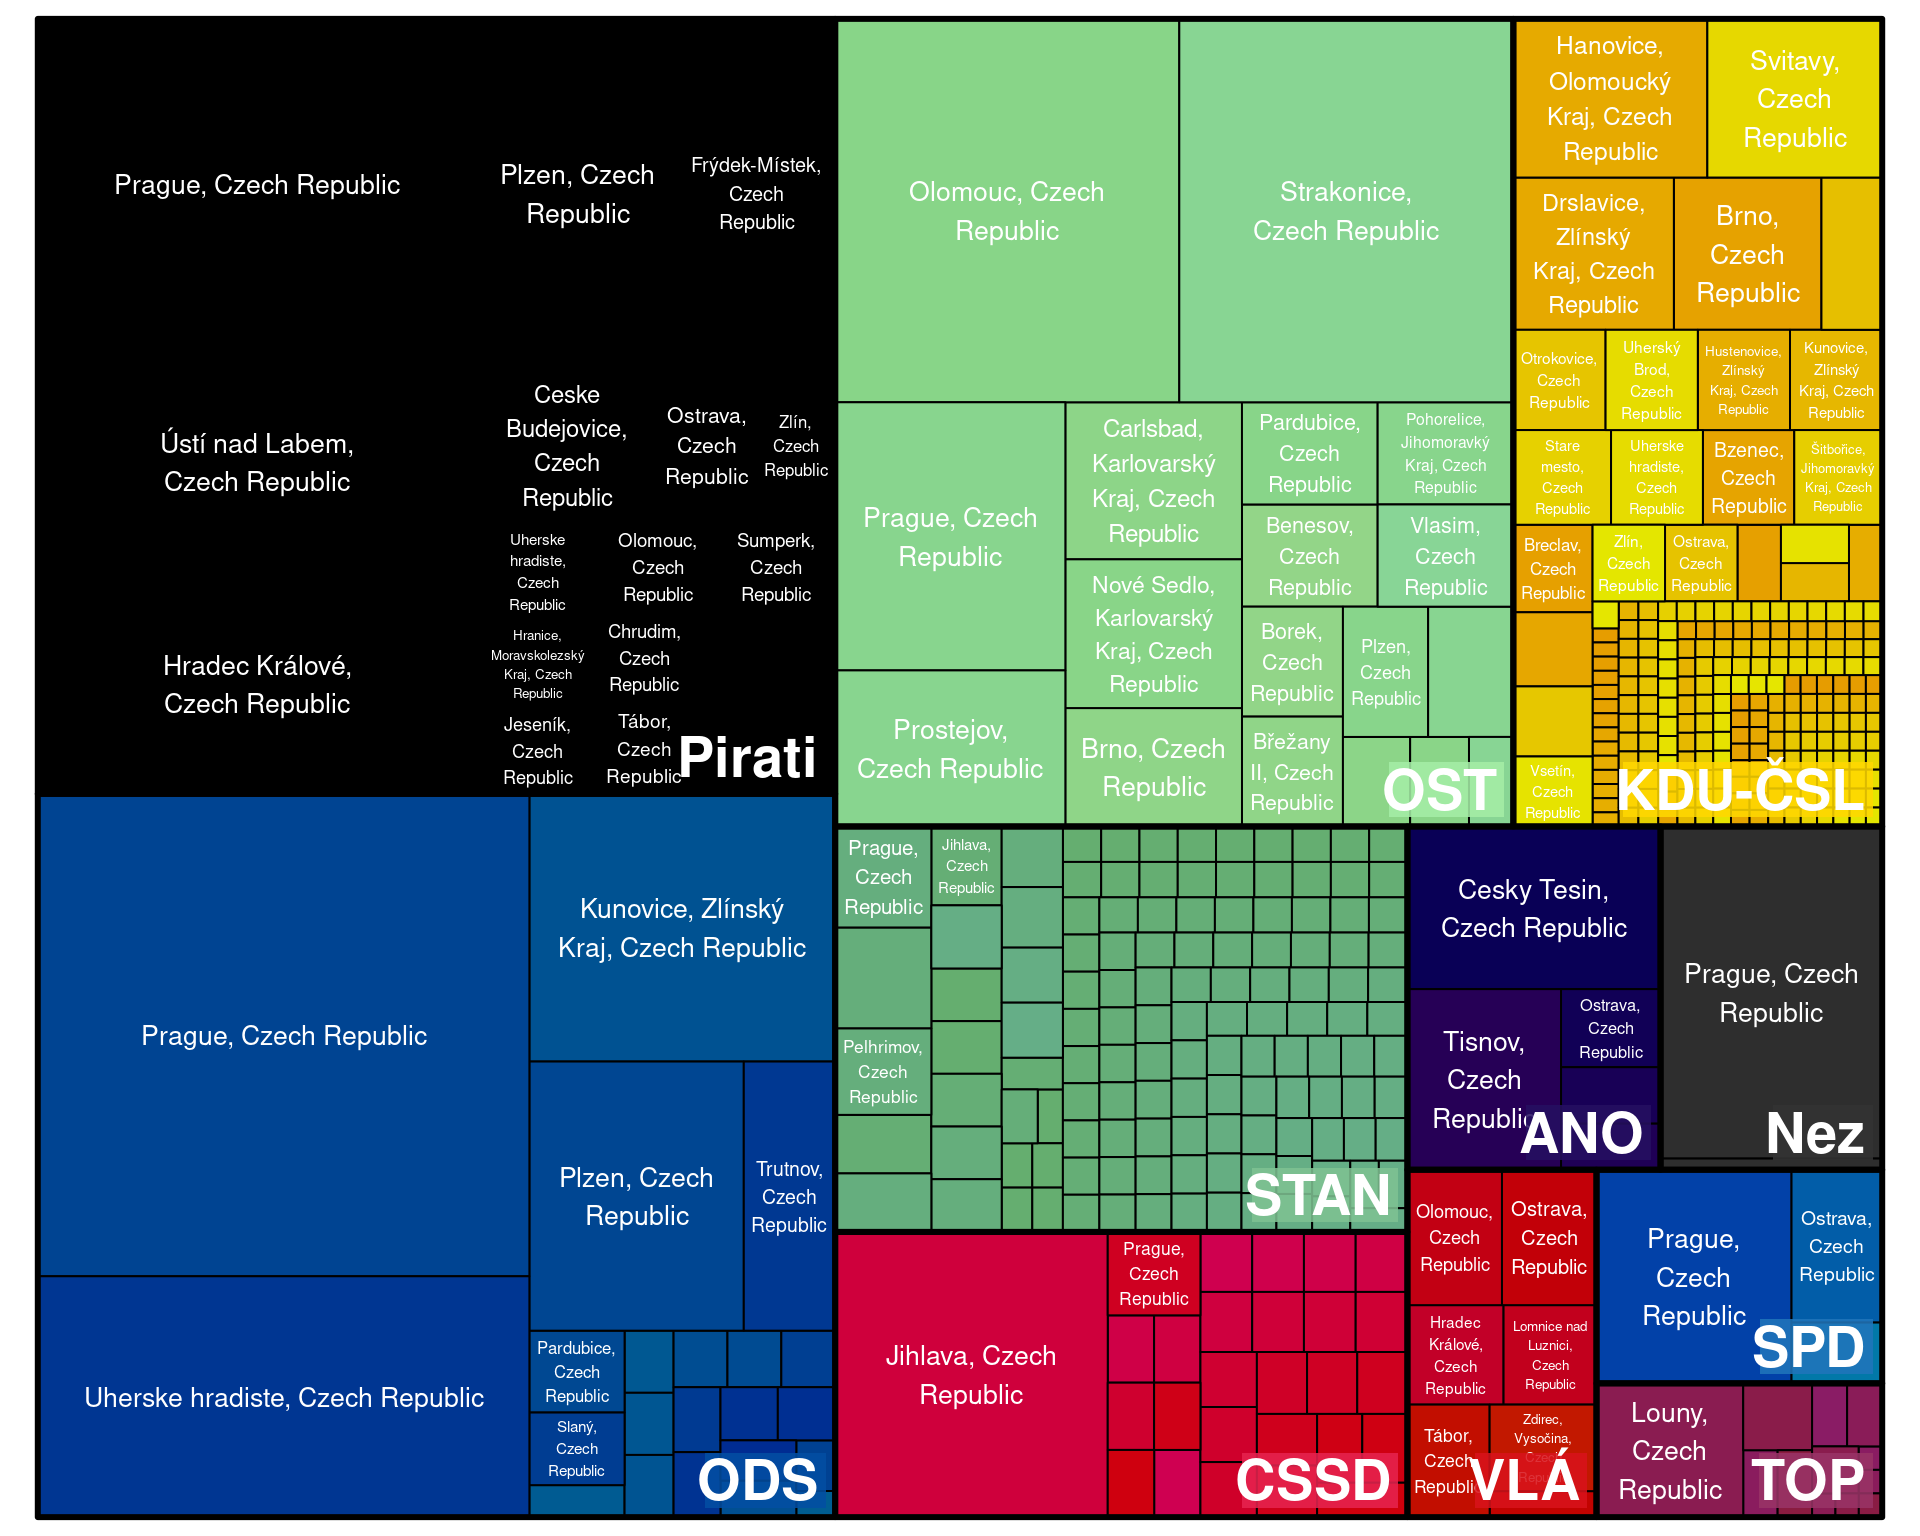 Prague, Czech Republic
Plzen, Czech
Republic
Frýdek-Místek,
Czech
Republic
Ústí nad Labem,
Czech Republic
Ceske
Budejovice,
Czech
Republic
Ostrava,
Czech
Republic
Zlín,
Czech
Republic
Hradec Králové,
Czech Republic
Uherske
hradiste,
Czech
Republic
Olomouc,
Czech
Republic
Sumperk,
Czech
Republic
Hranice,
Moravskolezský
Kraj, Czech
Republic
Chrudim,
Czech
Republic
Jeseník,
Czech
Republic
Tábor,
Czech
Republic
Pirati
Prague, Czech Republic
Kunovice, Zlínský
Kraj, Czech Republic
Plzen, Czech
Republic
Trutnov,
Czech
Republic
Uherske hradiste, Czech Republic
Pardubice,
Czech
Republic
Slaný,
Czech
Republic
ODS
Olomouc, Czech
Republic
Strakonice,
Czech Republic
Prague, Czech
Republic
Prostejov,
Czech Republic
Carlsbad,
Karlovarský
Kraj, Czech
Republic
Nové Sedlo,
Karlovarský
Kraj, Czech
Republic
Brno, Czech
Republic
Pardubice,
Czech
Republic
Pohorelice,
Jihomoravký
Kraj, Czech
Republic
Benesov,
Czech
Republic
Vlasim,
Czech
Republic
Borek,
Czech
Republic
Plzen,
Czech
Republic
Břežany
II, Czech
Republic
OST
Hanovice,
Olomoucký
Kraj, Czech
Republic
Svitavy,
Czech
Republic
Drslavice,
Zlínský
Kraj, Czech
Republic
Brno,
Czech
Republic
Otrokovice,
Czech
Republic
Uherský
Brod,
Czech
Republic
Hustenovice,
Zlínský
Kraj, Czech
Republic
Kunovice,
Zlínský
Kraj, Czech
Republic
Stare
mesto,
Czech
Republic
Uherske
hradiste,
Czech
Republic
Bzenec,
Czech
Republic
Šitbořice,
Jihomoravký
Kraj, Czech
Republic
Breclav,
Czech
Republic
Zlín,
Czech
Republic
Ostrava,
Czech
Republic
Vsetín,
Czech
Republic
KDU-ČSL
Prague,
Czech
Republic
Jihlava,
Czech
Republic
Pelhrimov,
Czech
Republic
STAN
Jihlava, Czech
Republic
Prague,
Czech
Republic
CSSD
Cesky Tesin,
Czech Republic
Tisnov,
Czech
Republic
Ostrava,
Czech
Republic
ANO
Prague, Czech
Republic
Nez
Olomouc,
Czech
Republic
Ostrava,
Czech
Republic
Hradec
Králové,
Czech
Republic
Lomnice nad
Luznici,
Czech
Republic
Tábor,
Czech
Republic
Zdirec,
Vysočina,
Czech
Republic
VLÁ
Prague,
Czech
Republic
Ostrava,
Czech
Republic
SPD
Louny,
Czech
Republic
TOP